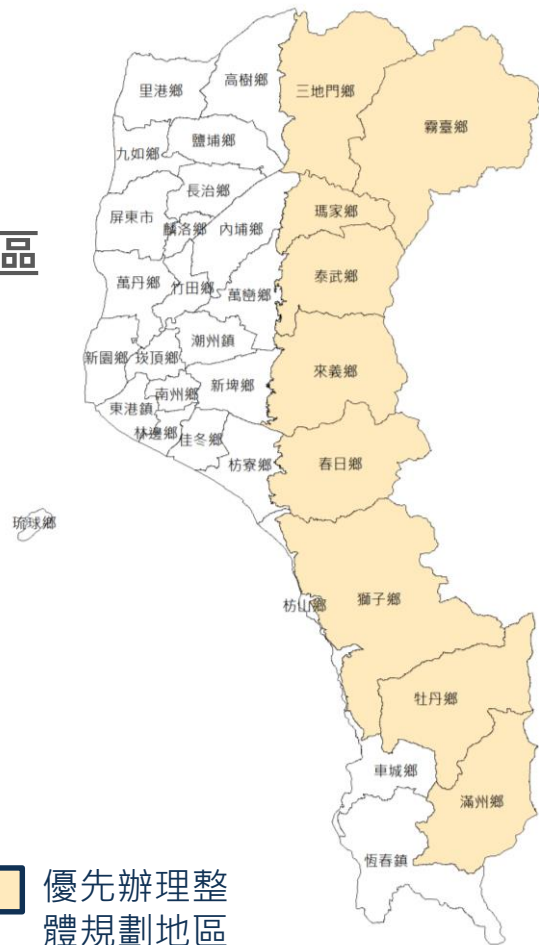 高樹鄉
里港鄉
三地門鄉
霧臺鄉
鹽埔鄉
九如鄉
長治鄉
瑪家鄉
屏東市
麟洛鄉
內埔鄉
區
泰武鄉
萬丹鄉
竹田鄉
萬巒鄉
潮州鎮
新園鄉
崁頂鄉
來義鄉
新埤鄉
南州鄉
東港鎮
林邊鄉
佳冬鄉
枋寮鄉
春日鄉
琉球鄉
枋山鄉
獅子鄉
牡丹鄉
車城鄉
滿州鄉
恆春鎮
優先辦理整
體規劃地區